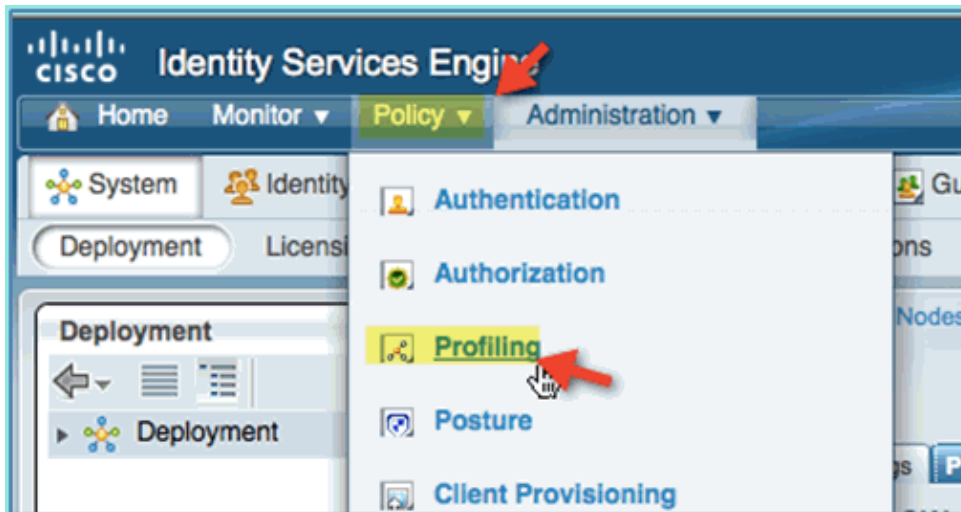 CISCO Identity Services Engine
Home Monitor Policy Administration
System Identity
Deployment
Deployment
Deployment
Authentication
Authorization
Profiling
Posture
Client Provisioning
Nodes